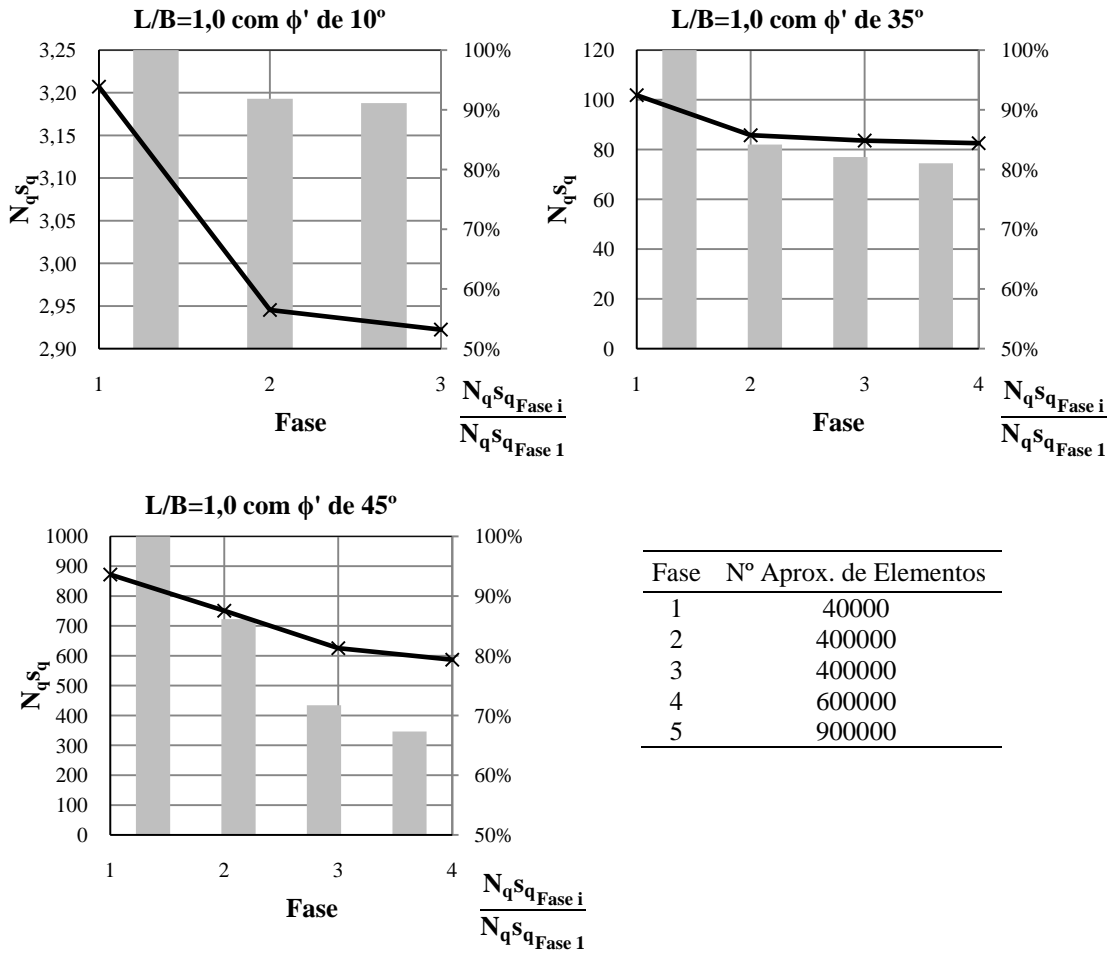 L/B=1,0 com ϕ' de 10º
3,25
3,20
3,15
3,10
3,05
3,00
2,95
2,90
NqSq
100%
90%
80%
70%
60%
50%
1 2 3
Fase
NqsqFase i
NqsqFase 1
L/B=1,0 com ϕ' de 35º
120
100
80
60
40
20
0
Nqsq
100%
90%
80%
70%
60%
50%
1 2 3 4
Fase
NqsqFase i
NqsqFase 1
L/B=1,0 com ϕ' de 45º
1000
900
800
700
600
500
400
300
200
100
0
Nqsq
100%
90%
80%
70%
60%
50%
1 2 3 4
Fase
NqsqFase i
NqsqFase 1
Fase Nº Aprox. de Elementos
1 40000
2 400000
3 400000
4 600000
5 900000